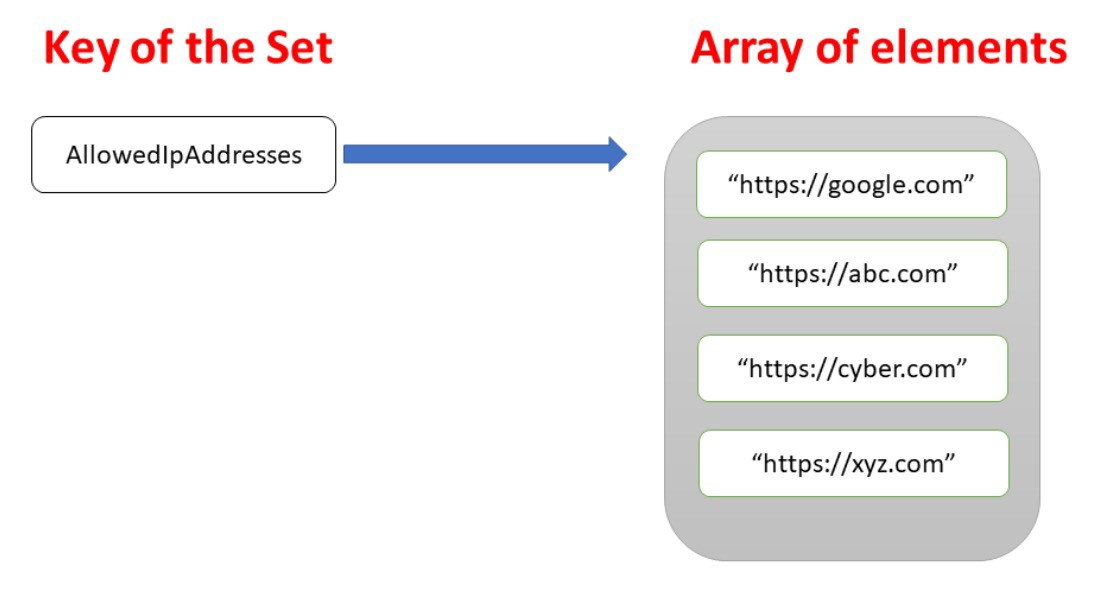 Key of the Set
Array of elements
AllowedIpAddresses
“https://google.com”
“https://abc.com”
“https://cyber.com”
“https://xyz.com”